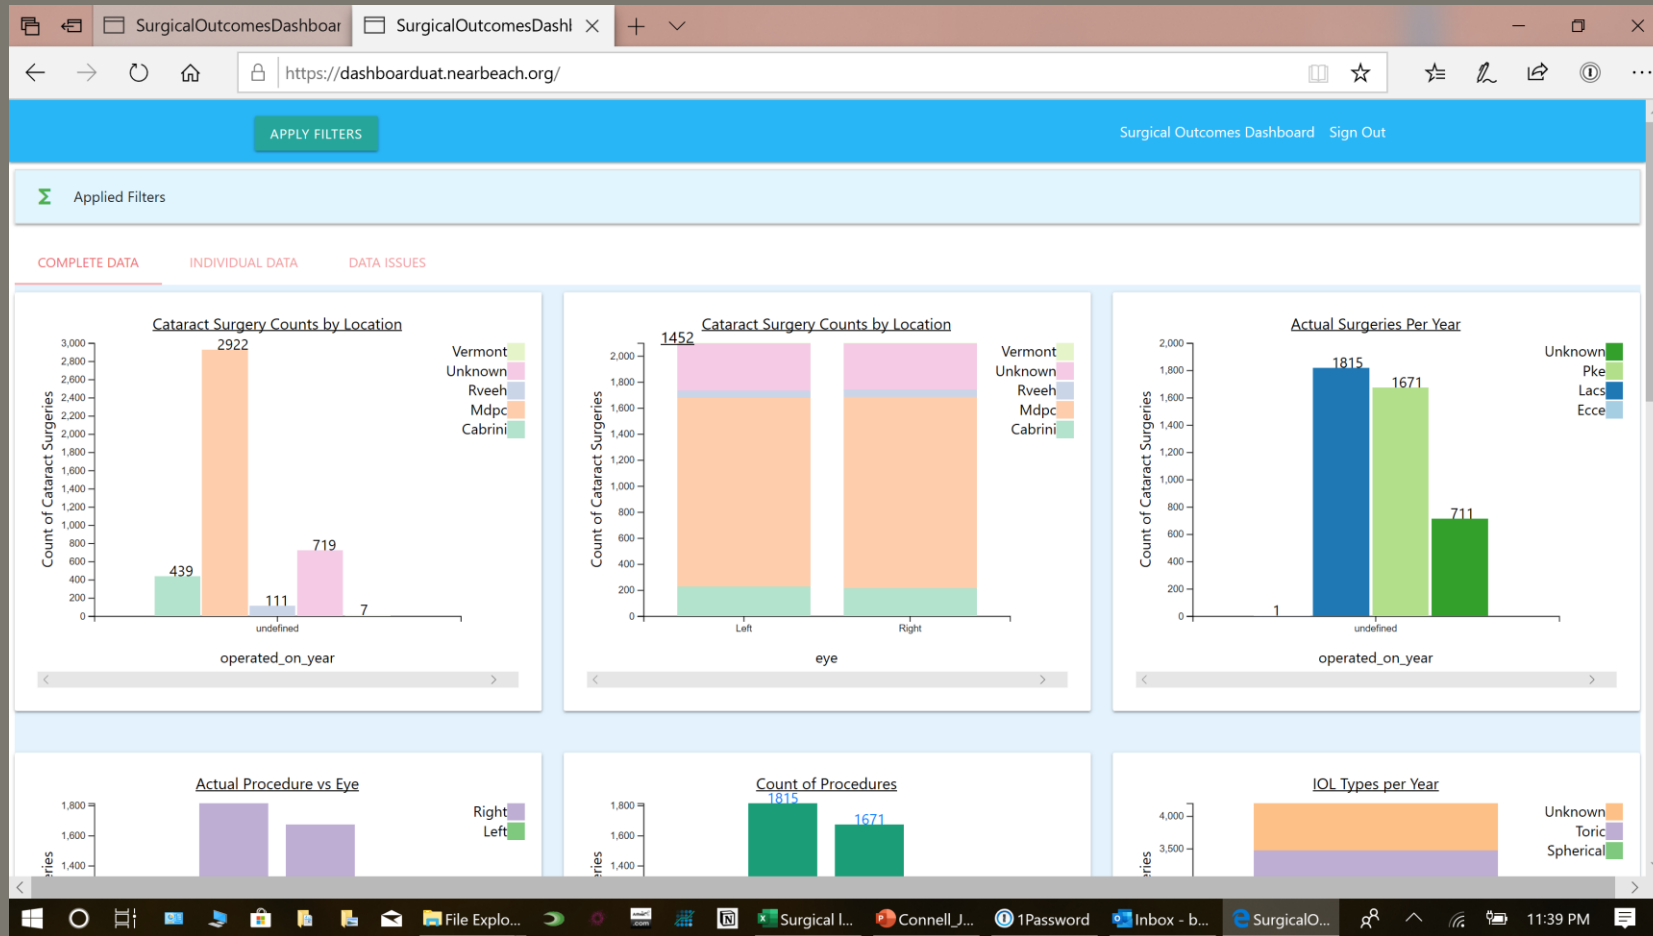 SurgicalOutcomesDashboar
SurgicalOutcomesDashl
https://dashboarduat.nearbeach.org/
APPLY FILTERS
Surgical Outcomes Dashboard
Sign Out
Σ Applied Filters
COMPLETE DATA
INDIVIDUAL DATA
DATA ISSUES
Cataract Surgery Counts by Location
Count of Cataract Surgeries
3,000
2,800
2,600
2,400
2,200
2,000
1,800
1,600
1,400
1,200
1,000
800
600
400
200
0
439
2922
111
719
7
Vermont
Unknown
Rveeh
Mdpc
Cabrini
undefined
operated_on_year
Cataract Surgery Counts by Location
Count of Cataract Surgeries
1452
2,000
1,800
1,600
1,400
1,200
1,000
800
600
400
200
0
Vermont
Unknown
Rveeh
Mdpc
Cabrini
Left
Right
eye
Actual Surgeries Per Year
Count of Cataract Surgeries
2,000
1,800
1,600
1,400
1,200
1,000
800
600
400
200
0
1
1815
1671
711
Unknown
Pke
Lacs
Ecce
undefined
operated_on_year
Actual Procedure vs Eye
1,800
1,600
1,400
eries
Right
Left
Count of Procedures
1,800
1,600
1,400
eries
1815
1671
IOL Types per Year
4,000
3,500
eries
Unknown
Toric
Spherical
File Explo...
Surgical l...
Connell_J...
1Password
Inbox - b...
SurgicalO...
11:39 PM